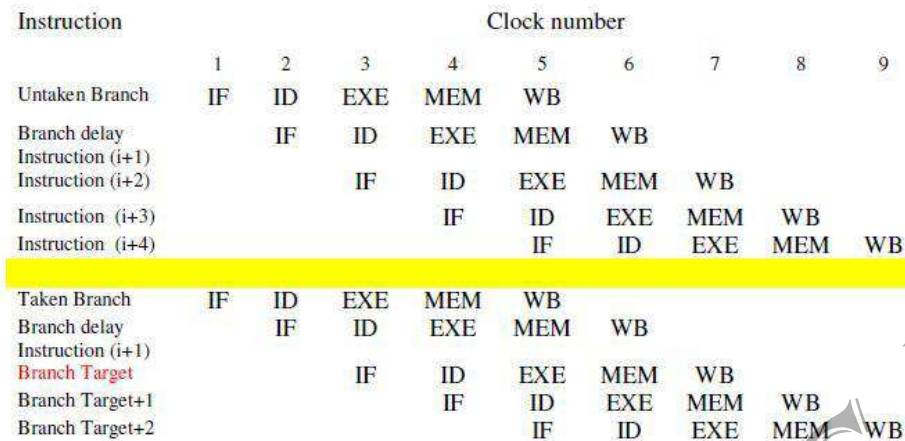 Instruction Clock number
1 2 3 4 5 6 7 8 9
Untaken Branch IF ID EXE MEM WB
Branch delay IF ID EXE MEM WB
Instruction (i+1)
Instruction (i+2) IF ID EXE MEM WB
Instruction (i+3) IF ID EXE MEM WB
Instruction (i+4) IF ID EXE MEM WB
Taken Branch IF ID EXE MEM WB
Branch delay IF ID EXE MEM WB
Instruction (i+1)
Branch Target IF ID EXE MEM WB
Branch Target+1 IF ID EXE MEM WB
Branch Target+2 IF ID EXE MEM WB